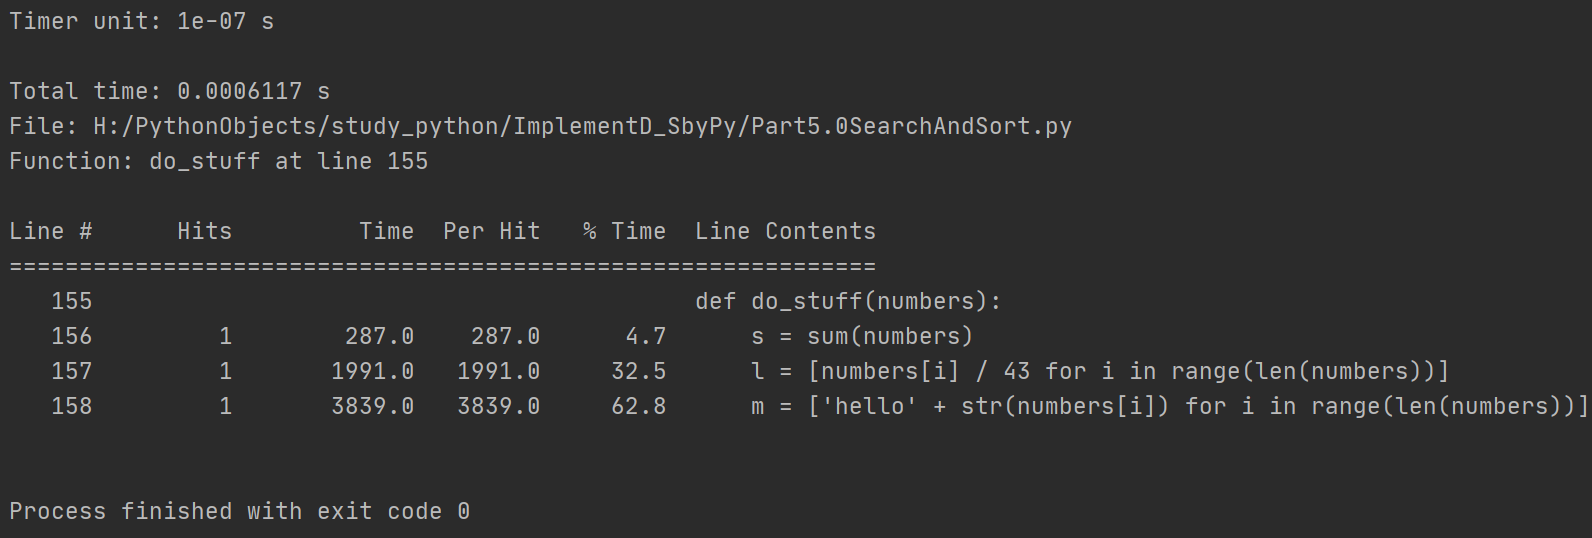 Timer unit: 1e-07 s
Total time: 0.0006117 s
File: H:/PythonObjects/study_python/ImplementD_SbyPy/Part5.0SearchAndSort.py
Function: do_stuff at line 155
Line #      Hits         Time  Per Hit   % Time  Line Contents
==============================================================
   155                                           def do_stuff(numbers):
   156         1        287.0    287.0      4.7      s = sum(numbers)
   157         1       1991.0   1991.0     32.5      l = [numbers[i] / 43 for i in range(len(numbers))]
   158         1       3839.0   3839.0     62.8      m = ['hello' + str(numbers[i]) for i in range(len(numbers))]
Process finished with exit code 0